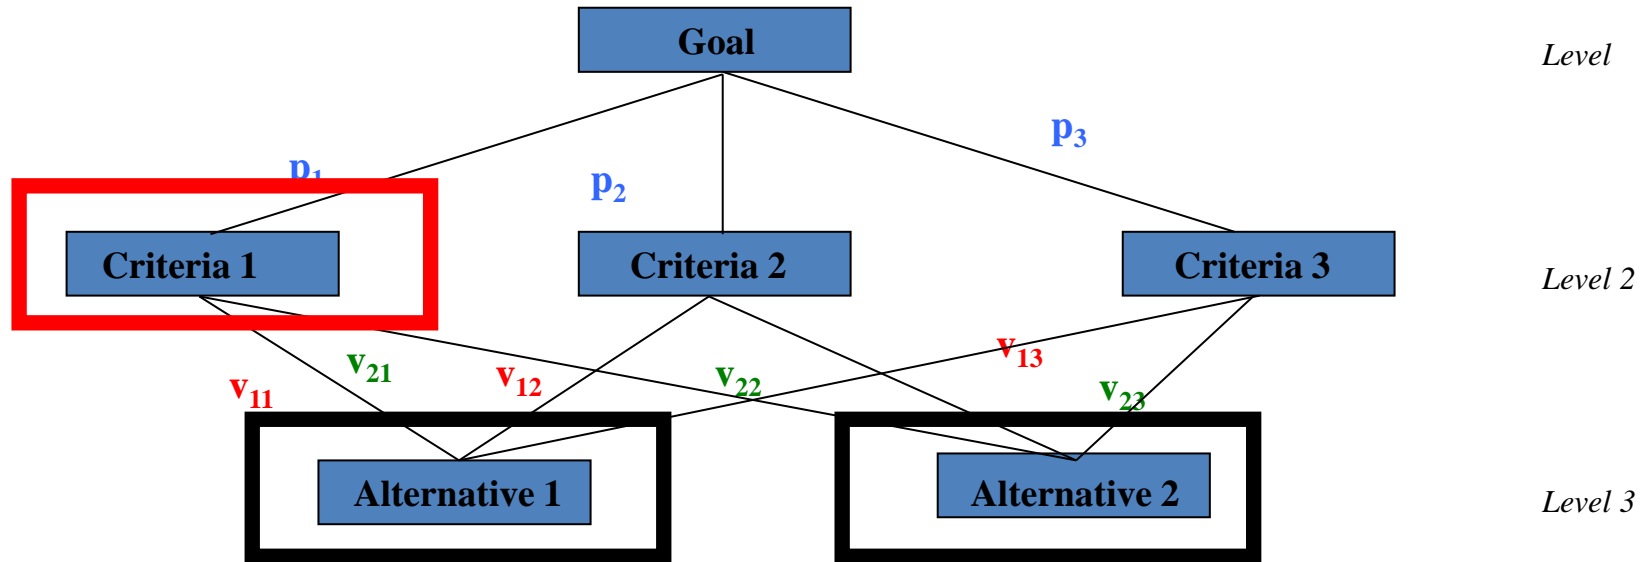 Goal
Level
p3
p1
p2
Criteria 1
Criteria 2
Criteria 3
Level 2
v21
v11
v12
v22
v13
v23
Alternative 1
Alternative 2
Level 3